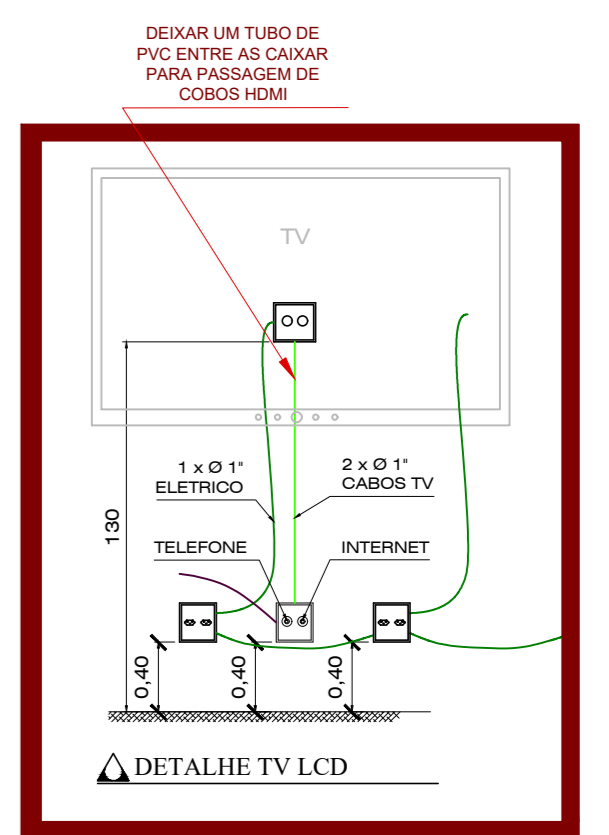 DEIXAR UM TUBO DE
PVC ENTRE AS CAIXAR
PARA PASSAGEM DE
COBOS HDMI
TV
1 x Ø 1"
ELETRICO
2 x Ø 1"
CABOS TV
130
TELEFONE
INTERNET
0,40
0,40
0,40
DETALHE TV LCD